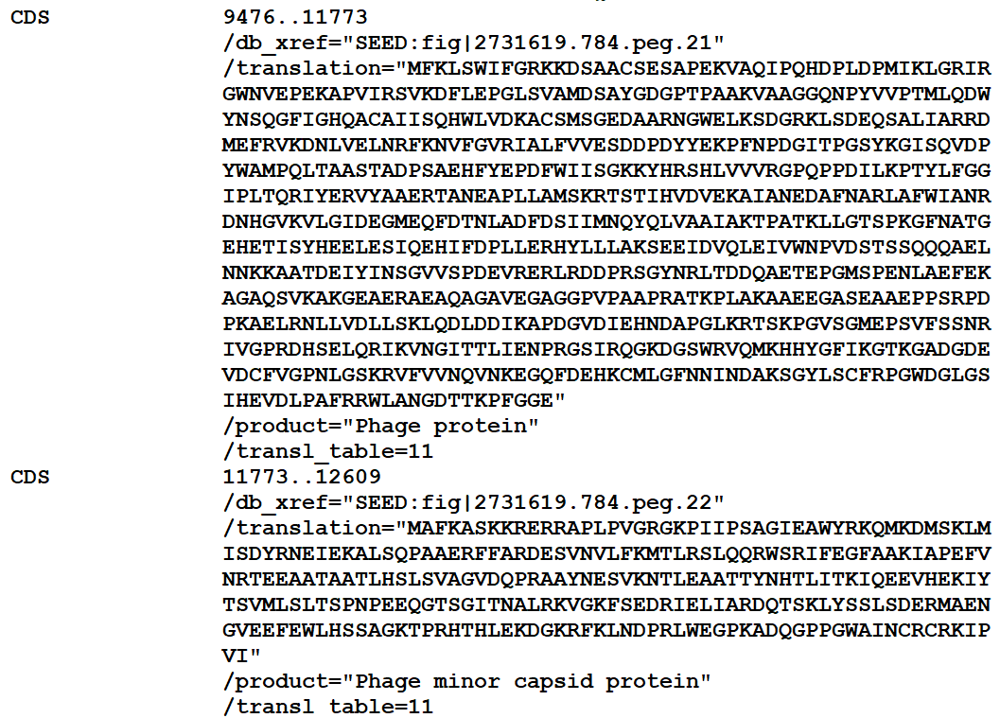 CDS 9476..11773
/db_xref="SEED:fig|2731619.784.peg.21"
/translation="MFKLSWIFGRKKDSAACSESAPEKVAQIPQHDPLDPMIKLGRIR
GWNVEPEKAPVIRSVKDFLEPGLSVAMDSAYGDGPTPAAKVAAGGQNPYVVPTMLQDW
YNSQGFIGHQACAIISQHWLVDKACSMSGEDAARNGWELKSDGRKLSDEQSALIARRD
MEFRVKDNLVELNRFKNVFGVRIALFVVESDDPDYYEKPFNPDGITPGSYKGISQVDP
YWAMPQLTAASTADPSAEHFYEPDFWIISGKKYHRSHLVVVRGPQPPDILKPTYLFGG
IPLTQRIYERVYAAERTANEAPLLAMSKRTSTIHVDVEKAIANEDAFNARLAFWIANR
DNHGVKVLGIDEGMEQFDTNLADFDSIIMNQYQLVAAIAKTPATKLLGTSPKGFNATG
EHETISYHEELESIQEHIFDPLLERHYLLLAKSEEIDVQLEIVWNPVDSTSSQQQAEL
NNKKAATDEIYINSGVVSPDEVRERLRDDPRSGYNRLTDDQAETEPGMSPENLAEFEK
AGAQSVKAKGEAERAEAQAGAVEGAGGPVPAAPRATKPLAKAAEEGASEAAEPPSRPD
PKAELRNLLVDLLSKLQDLDDIKAPDGVDIEHNDAPGLKRTSKPGVSGMEPSVFSSNR
IVGPRDHSELQRIKVNGITTLIENPRGSIRQGKDGSWRVQMKHHYGFIKGTKGADGDE
VDCFVGPNLGSKRVFVVNQVNKEGQFDEHKCMLGFNNINDAKSGYLSCFRPGWDGLGS
IHEVDLPAFRRWLANGDTTKPFGGE"
/product="Phage protein"
/transl_table=11
CDS 11773..12609
/db_xref="SEED:fig|2731619.784.peg.22"
/translation="MAFKASKKRERRAPLPVGRGKPIIPSAGIEAWYRKQMKDMSKLM
ISDYRNEIEKALSQPAAERFFARDESVNVLFKMTLRSLQQRWSRIFEGFAAKIAPEFV
NRTEEAATAATLHSLSVAGVDQPRAAYNESVKNTLEAATTYNHTLITKIQEEVHEKIY
TSVMLSLTSPNPEEQGTSGITNALRKVGKFSEDRIELIARDQTSKLYSSLSDERMAEN
GVEEFEWLHSSAGKTPRHTHLEKDGKRFKLNDPRLWEGPKADQGPPGWAINCRCRKIP
VI"
/product="Phage minor capsid protein"
/transl table=11